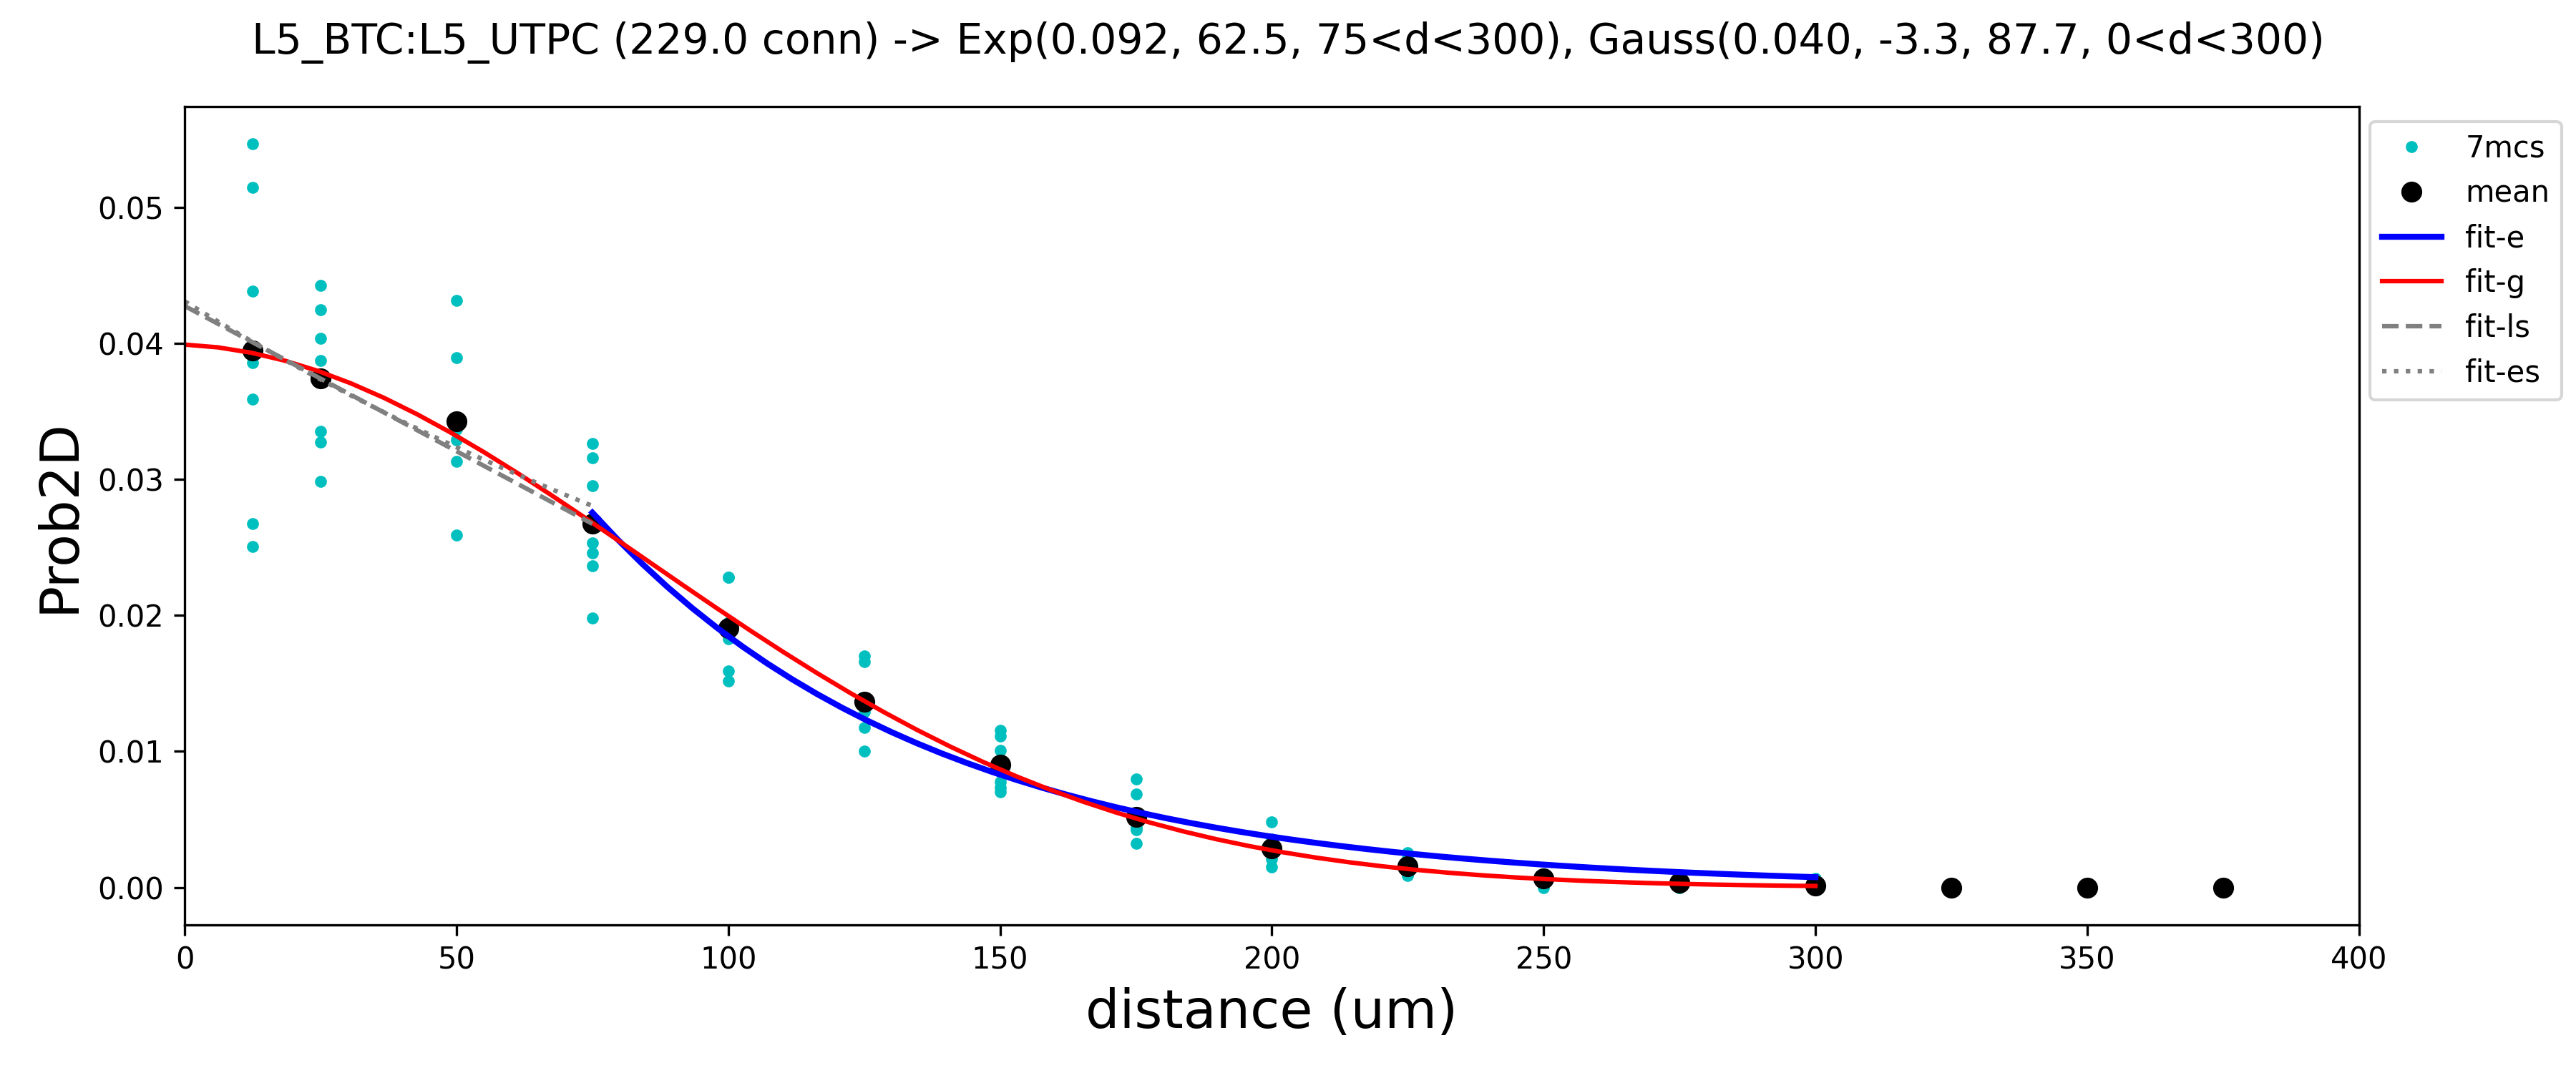 L5_BTC:L5_UTPC (229.0 conn) -> Exp(0.092, 62.5, 75<d<300), Gauss(0.040, -3.3, 87.7, 0<d<300)
7mcs
mean
fit-e
fit-g
fit-ls
fit-es
Prob2D
0.05
0.04
0.03
0.02
0.01
0.00
0 50 100 150 200 250 300 350 400
distance (um)